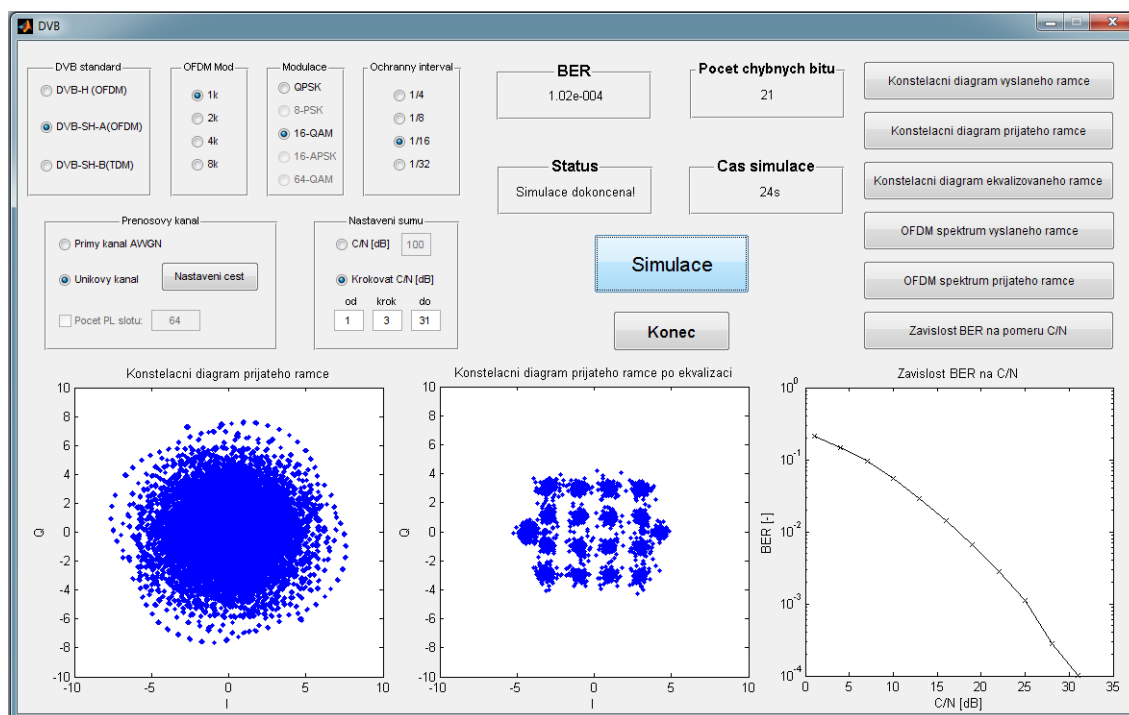 DVB
DVB standard
DVB-H (OFDM)
DVB-SH-A(OFDM)
DVB-SH-B(TDM)
OFDM Mod
1k
2k
4k
8k
Modulace
QPSK
8-PSK
16-QAM
16-APSK
64-QAM
Ochranny interval
1/4
1/8
1/16
1/32
BER
1.02e-004
Pocet chybnych bitu
21
Status
Simulace dokoncena!
Cas simulace
24s
Konstelacni diagram vyslaneho ramce
Konstelacni diagram prijateho ramce
Konstelacni diagram ekvalizovaneho ramce
OFDM spektrum vyslaneho ramce
OFDM spektrum prijateho ramce
Zavislost BER na pomeru C/N
Prenosovy kanal
Primy kanal AWGN
Unikovy kanal Nastaveni cest
Pocet PL slotu: 64
Nastaveni sumu
C/N [dB] 100
Krokovat C/N [dB]
od krok do
1 3 31
Simulace
Konec
Konstelacni diagram prijateho ramce
10
8
6
4
2
0
-2
-4
-6
-8
-10
Q
-10 -5 0 5 10
I
Konstelacni diagram prijateho ramce po ekvalizaci
10
8
6
4
2
0
-2
-4
-6
-8
-10
Q
-10 -5 0 5 10
I
Zavislost BER na C/N
10^0
10^-1
10^-2
10^-3
10^-4
BER [-]
0 5 10 15 20 25 30 35
C/N [dB]